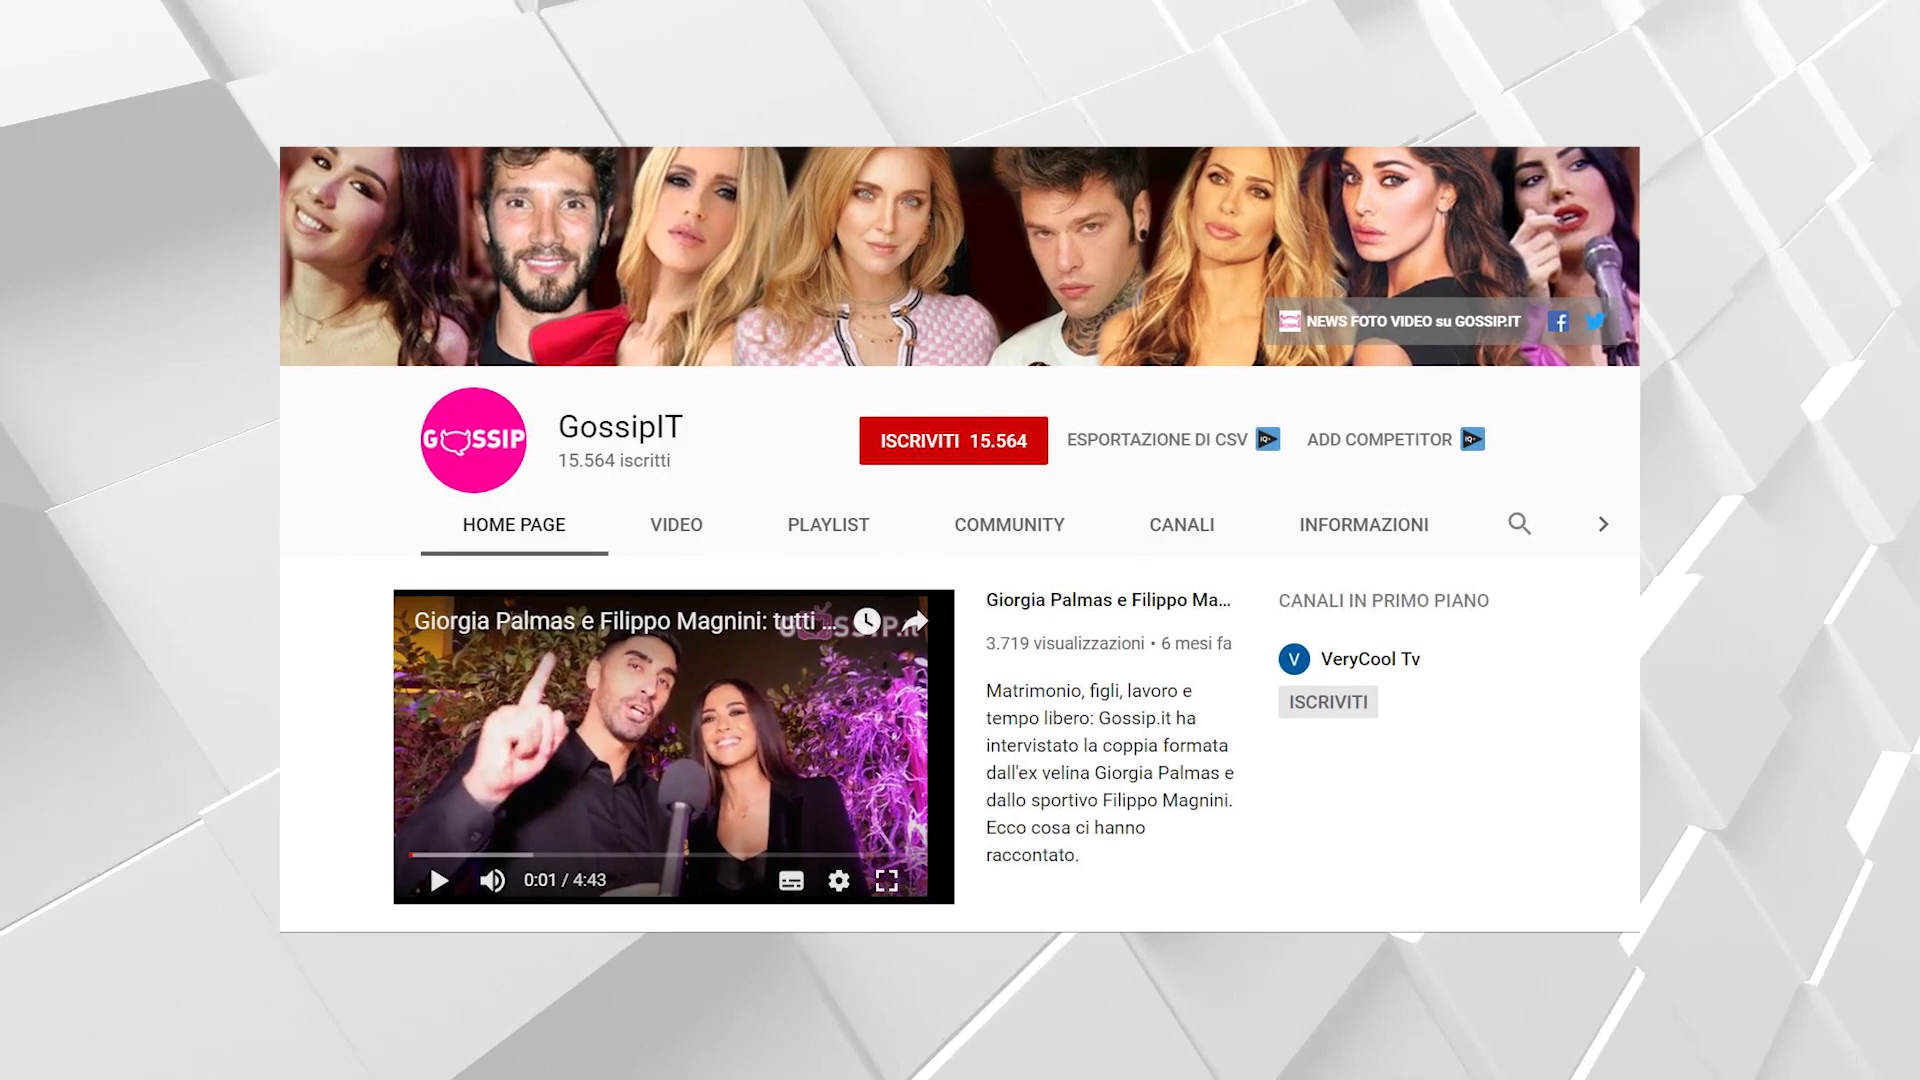 NEWS FOTO VIDEO su GOSSIP.IT
GOSSIP
GossipIT
15.564 iscritti
ISCRIVITI 15.564
ESPORTAZIONE DI CSV IQ
ADD COMPETITOR IQ
HOME PAGE
VIDEO
PLAYLIST
COMMUNITY
CANALI
INFORMAZIONI
Giorgia Palmas e Filippo Magnini: tutti ...
GOSSIP.it
0:01 / 4:43
Giorgia Palmas e Filippo Ma...
3.719 visualizzazioni • 6 mesi fa
Matrimonio, figli, lavoro e
tempo libero: Gossip.it ha
intervistato la coppia formata
dall'ex velina Giorgia Palmas e
dallo sportivo Filippo Magnini.
Ecco cosa ci hanno
raccontato.
CANALI IN PRIMO PIANO
V VeryCool Tv
ISCRIVITI